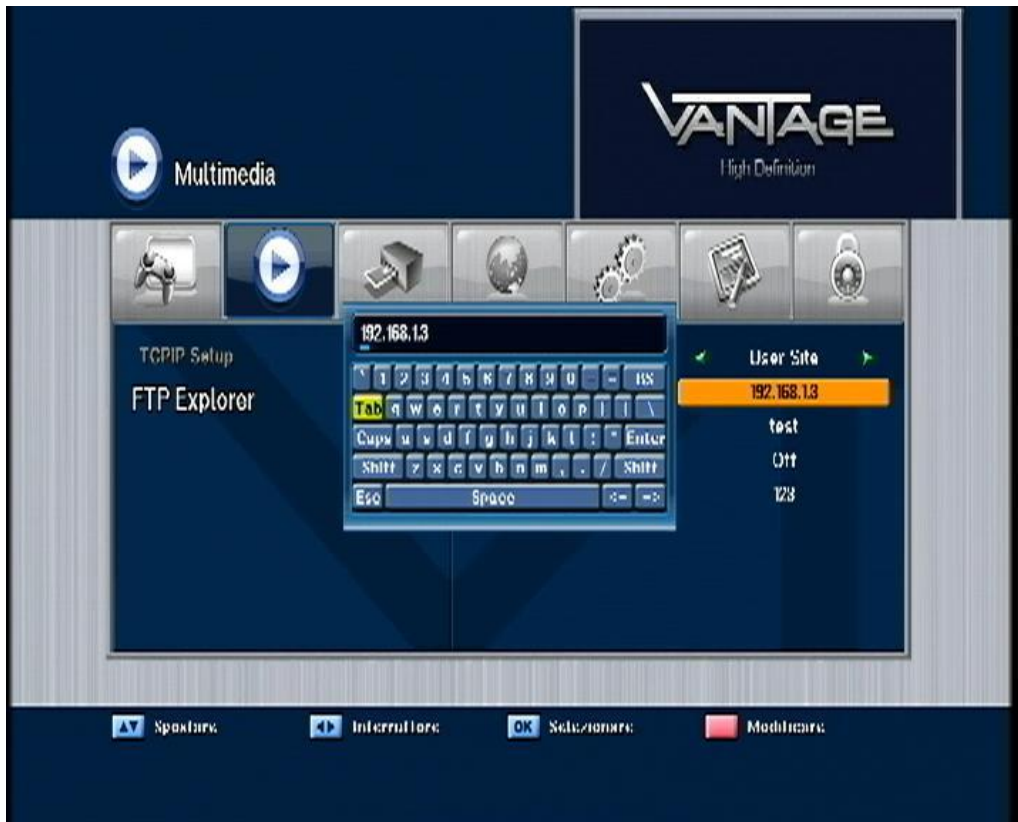 VANTAGE
High Definition
Multimedia
192.168.1.3
TCPIP Setup
FTP Explorer
User Site
192.168.1.3
test
Off
123
` 1 2 3 4 5 6 7 8 9 0 - = BS
Tab q w e r t y u i o p [ ] \
Caps a s d f g h j k l : " Enter
Shift z x c v b n m , . / Shift
Esc Space <- ->
Spostare
Interruttore
OK Selezionare
Modificare